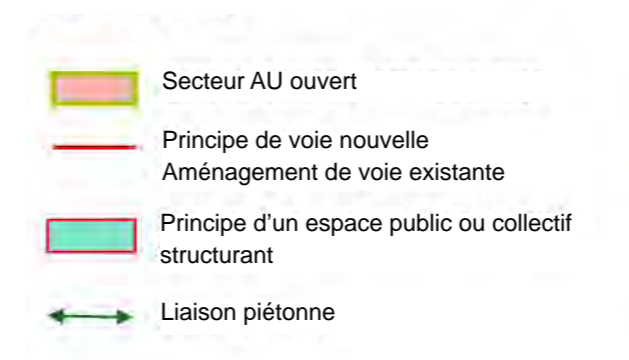 Secteur AU ouvert
Principe de voie nouvelle
Aménagement de voie existante
Principe d'un espace public ou collectif
structurant
Liaison piétonne